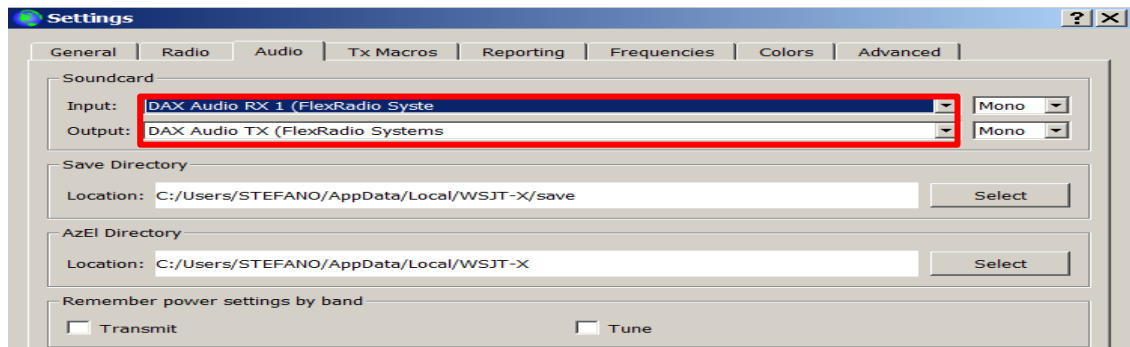 Settings
General Radio Audio Tx Macros Reporting Frequencies Colors Advanced
Soundcard
Input: DAX Audio RX 1 (FlexRadio Syste Mono
Output: DAX Audio TX (FlexRadio Systems Mono
Save Directory
Location: C:/Users/STEFANO/AppData/Local/WSJT-X/save Select
AzEl Directory
Location: C:/Users/STEFANO/AppData/Local/WSJT-X Select
Remember power settings by band
Transmit Tune